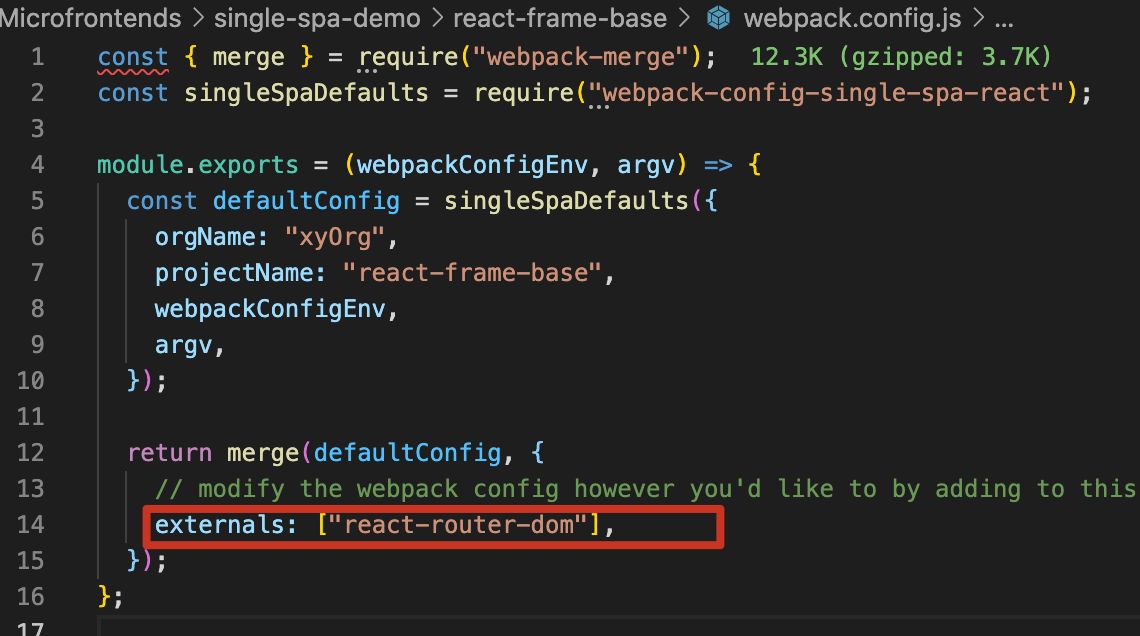 Microfrontends > single-spa-demo > react-frame-base > webpack.config.js > ...
1 const { merge } = require("webpack-merge"); 12.3K (gzipped: 3.7K)
2 const singleSpaDefaults = require("webpack-config-single-spa-react");
3
4 module.exports = (webpackConfigEnv, argv) => {
5 const defaultConfig = singleSpaDefaults({
6 orgName: "xyOrg",
7 projectName: "react-frame-base",
8 webpackConfigEnv,
9 argv,
10 });
11
12 return merge(defaultConfig, {
13 // modify the webpack config however you'd like to by adding to this
14 externals: ["react-router-dom"],
15 });
16 };
17